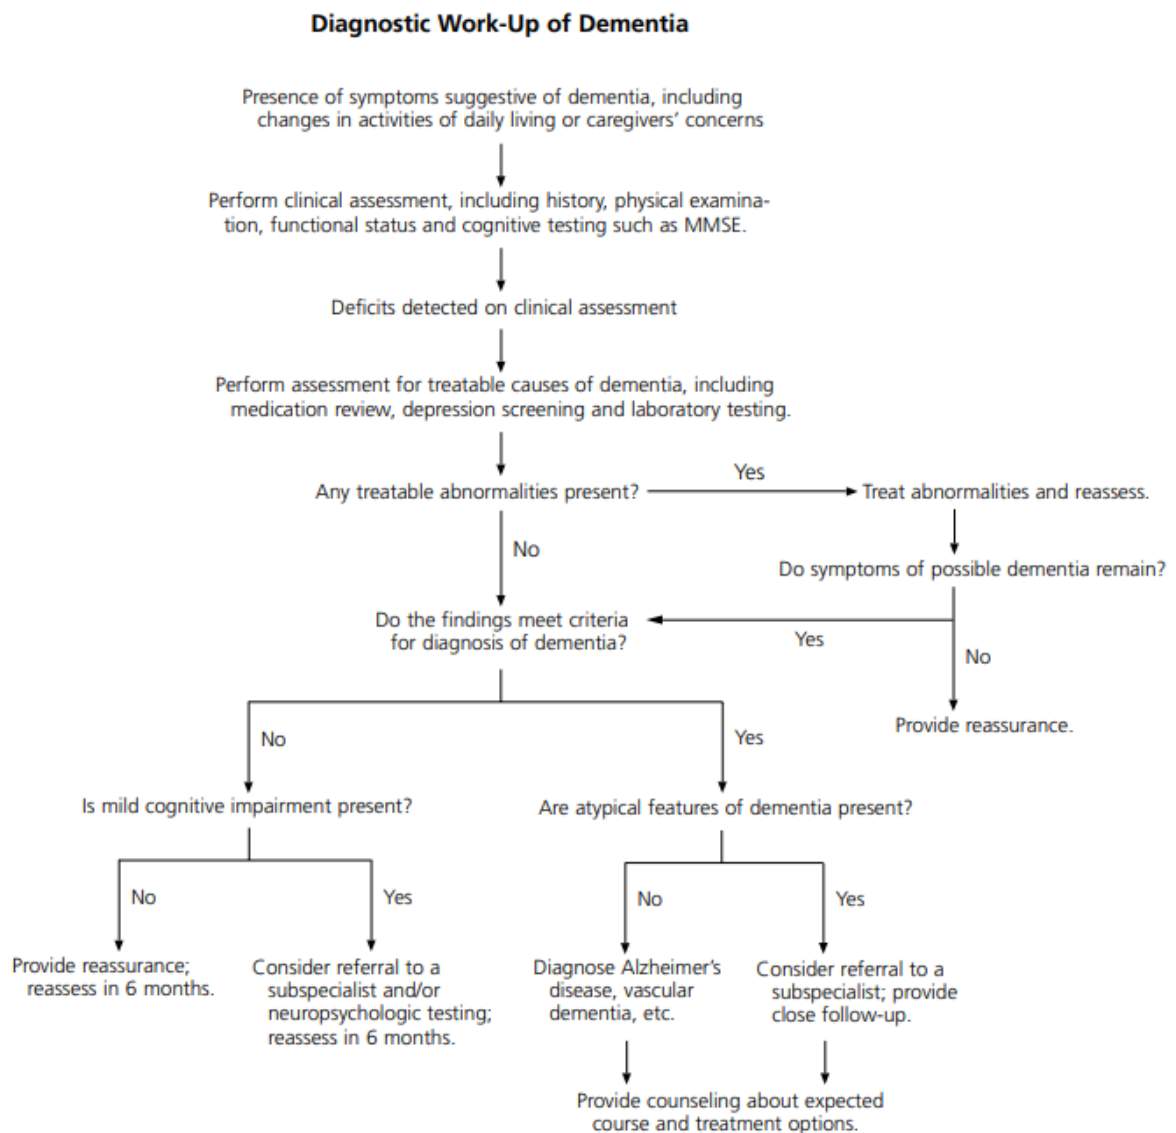 Diagnostic Work-Up of Dementia
Presence of symptoms suggestive of dementia, including
changes in activities of daily living or caregivers’ concerns
Perform clinical assessment, including history, physical examina-
tion, functional status and cognitive testing such as MMSE.
Deficits detected on clinical assessment
Perform assessment for treatable causes of dementia, including
medication review, depression screening and laboratory testing.
Any treatable abnormalities present?
Yes
Treat abnormalities and reassess.
No
Do symptoms of possible dementia remain?
Do the findings meet criteria
for diagnosis of dementia?
Yes
No
Provide reassurance.
No
Yes
Is mild cognitive impairment present?
Are atypical features of dementia present?
No
Yes
No
Yes
Provide reassurance;
reassess in 6 months.
Consider referral to a
subspecialist and/or
neuropsychologic testing;
reassess in 6 months.
Diagnose Alzheimer’s
disease, vascular
dementia, etc.
Consider referral to a
subspecialist; provide
close follow-up.
Provide counseling about expected
course and treatment options.